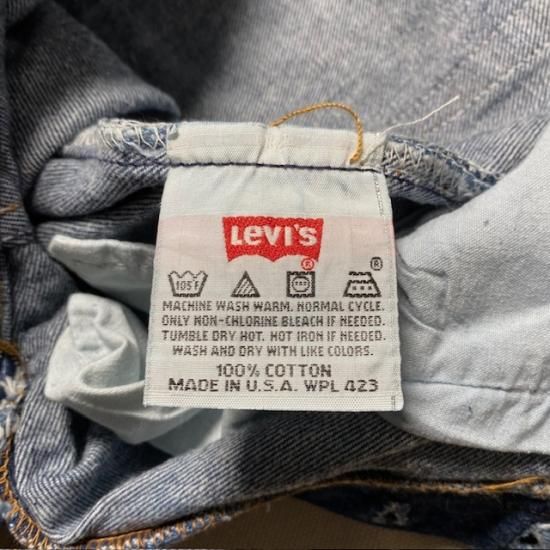 Levi's ®
105F ®
MACHINE WASH WARM. NORMAL CYCLE.
ONLY NON-CHLORINE BLEACH IF NEEDED.
TUMBLE DRY HOT. HOT IRON IF NEEDED.
WASH AND DRY WITH LIKE COLORS.
100% COTTON
MADE IN U.S.A. WPL 423